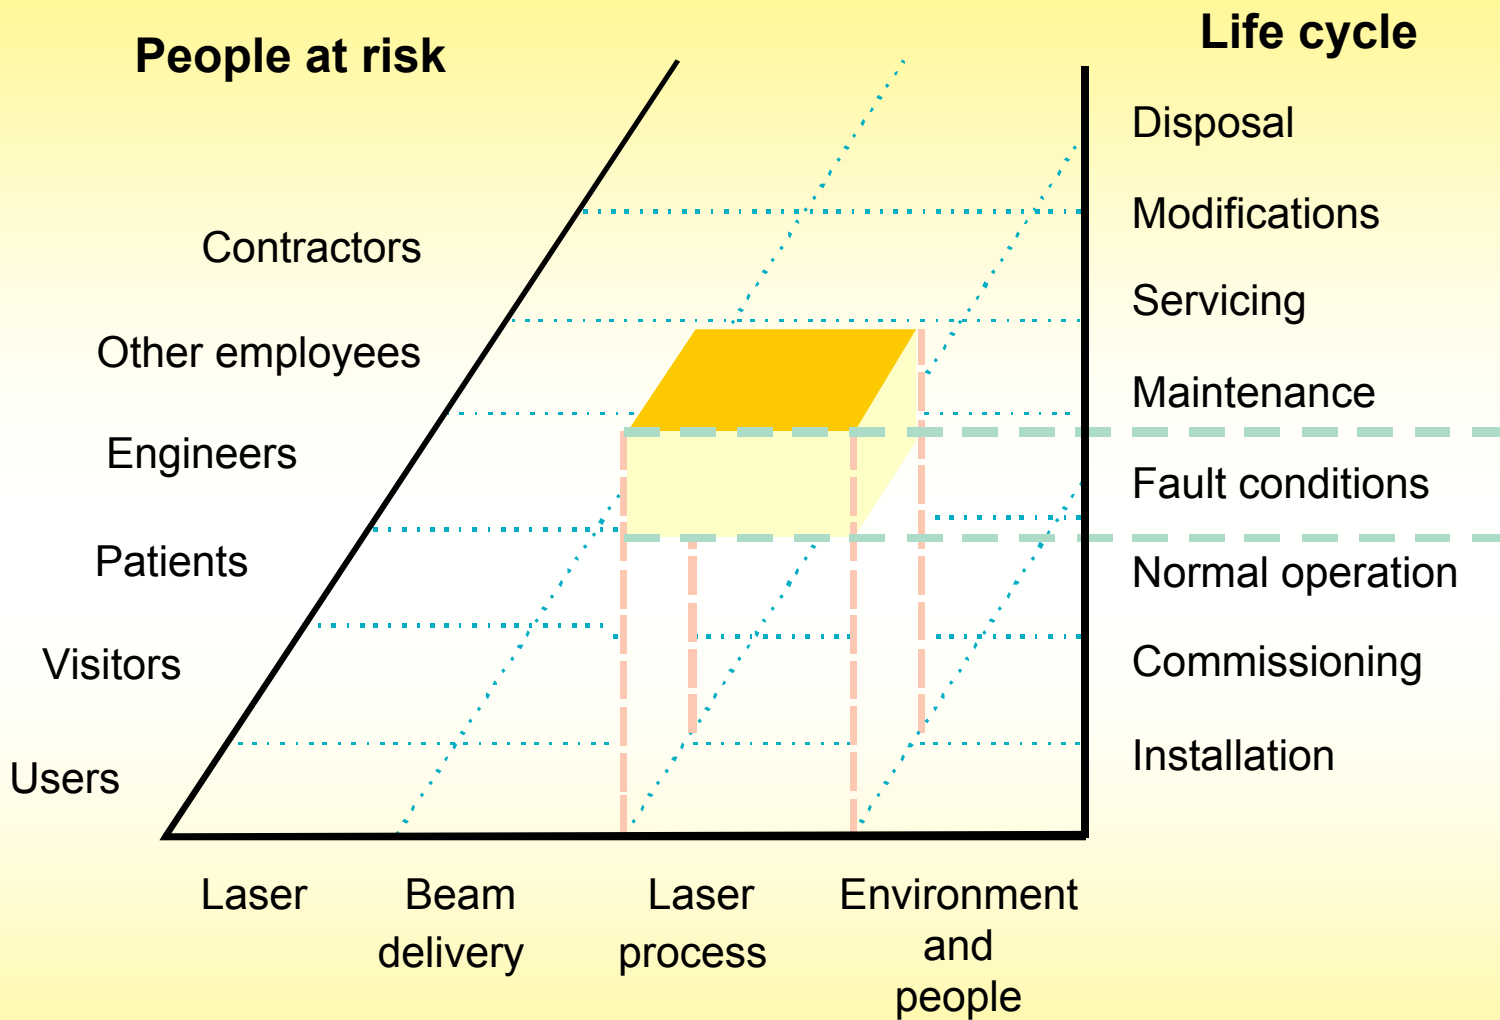 People at risk
Life cycle
Contractors
Other employees
Engineers
Patients
Visitors
Users
Disposal
Modifications
Servicing
Maintenance
Fault conditions
Normal operation
Commissioning
Installation
Laser
Beam
delivery
Laser
process
Environment
and
people